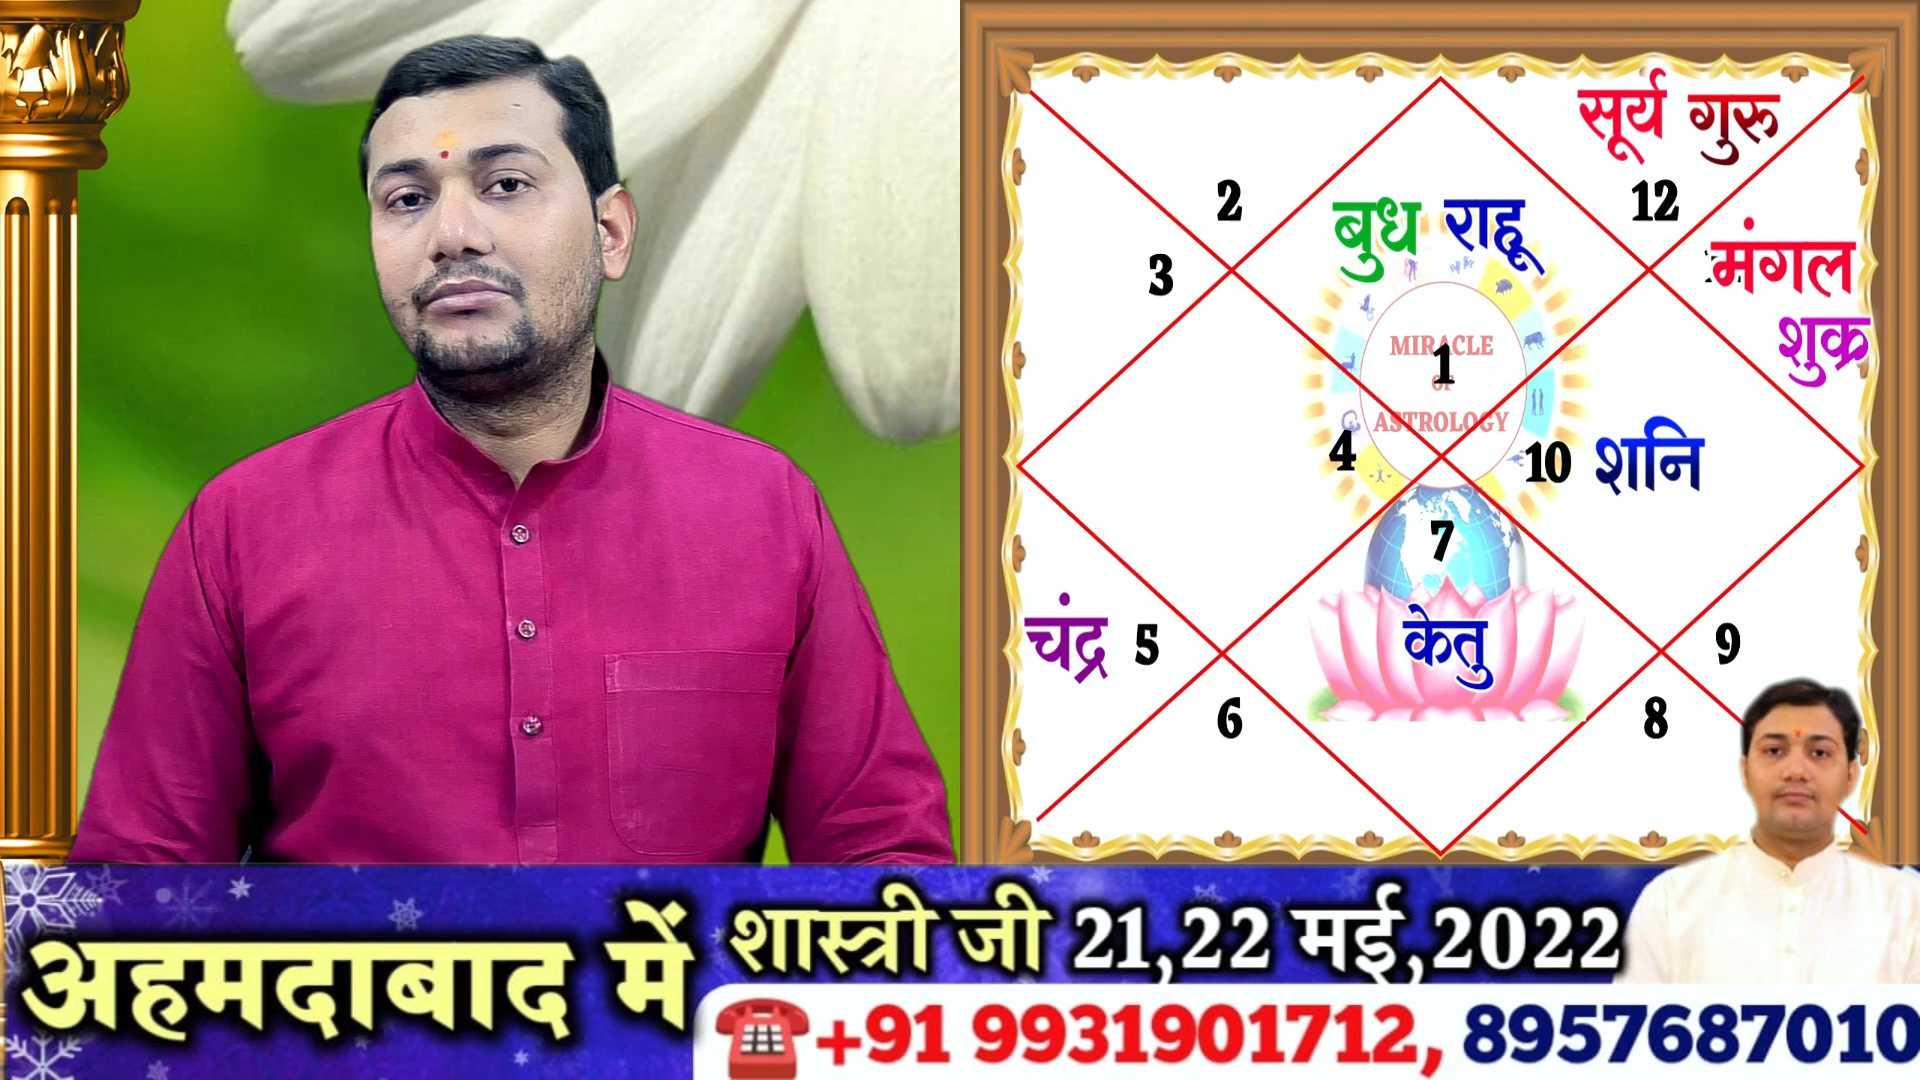 सूर्य गुरू
2
12
बुध राहू
3
मंगल
शुक्र
MIRACLE
1
OF
ASTROLOGY
4
10 शनि
7
चंद्र 5
केतु
9
6
8
अहमदाबाद में शास्त्री जी 21,22 मई,2022
+91 9931901712, 8957687010